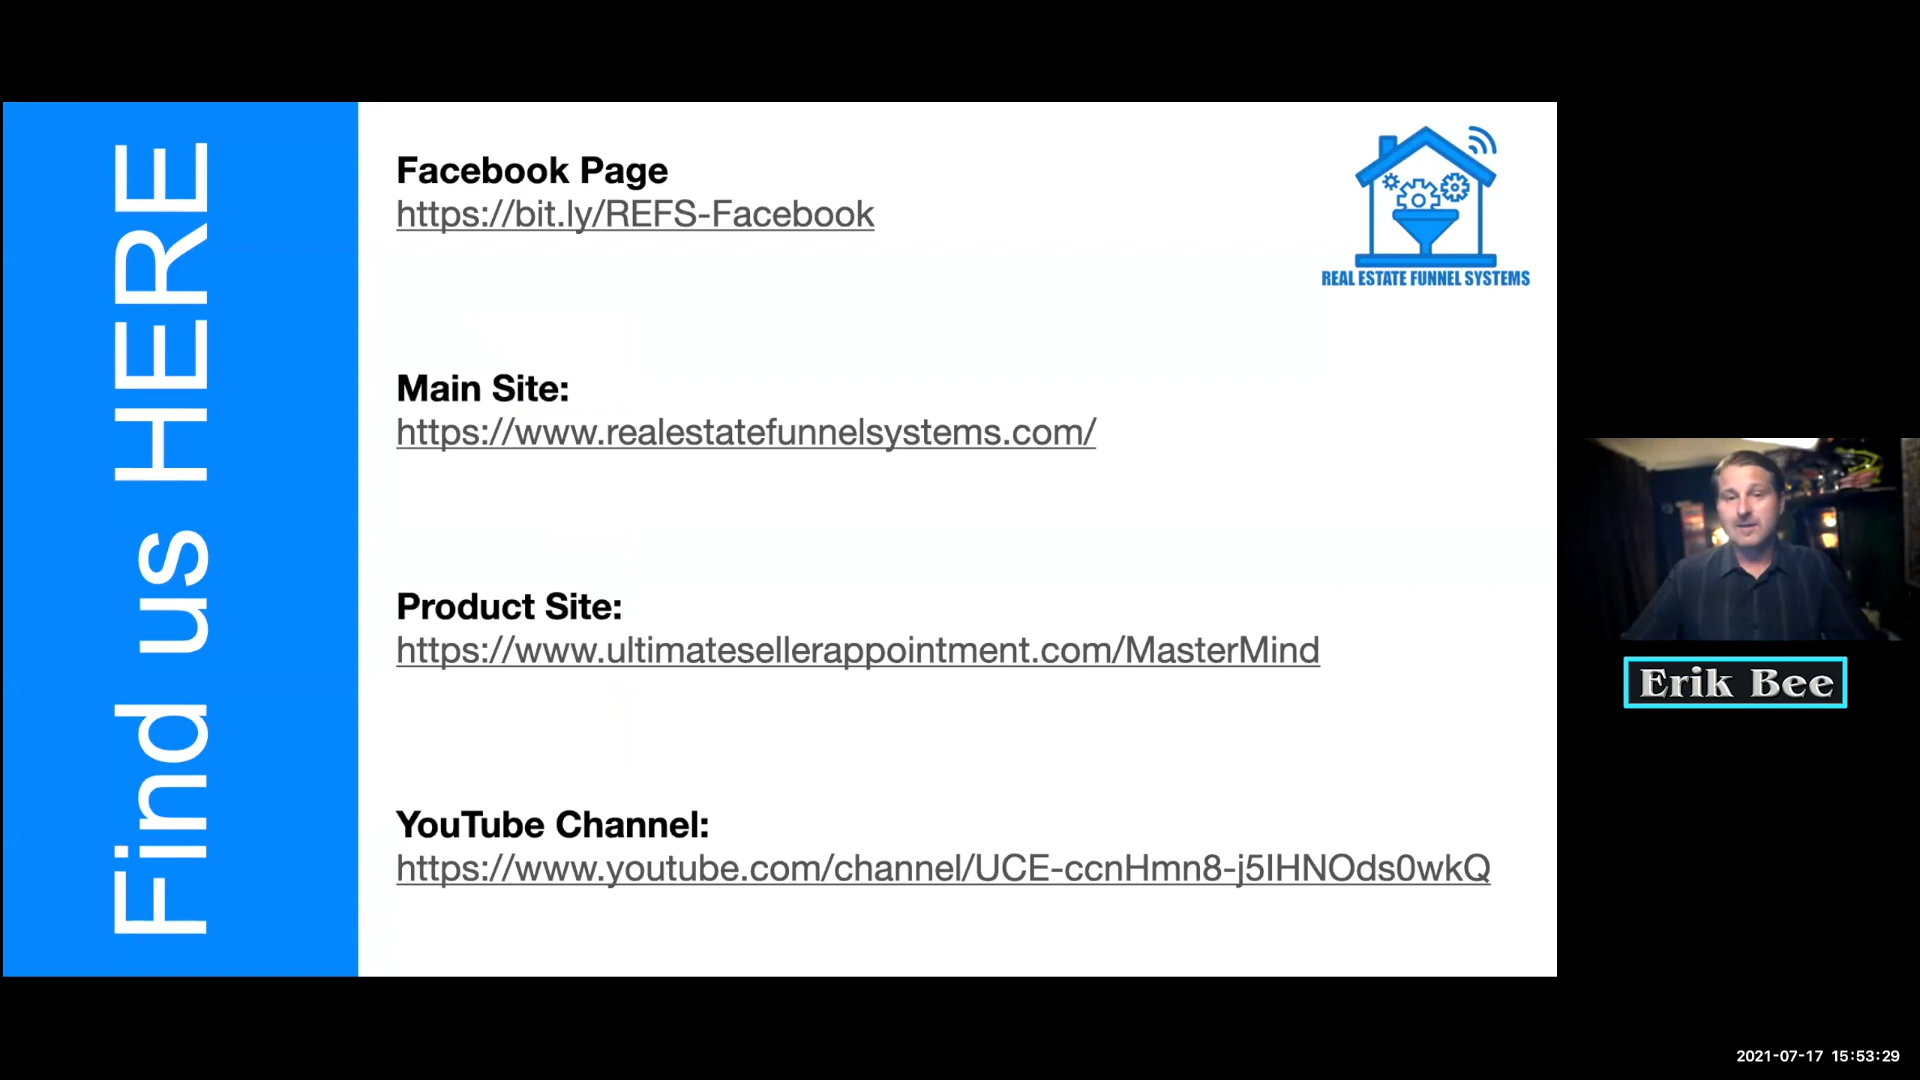 Find us HERE
Facebook Page
https://bit.ly/REFS-Facebook
REAL ESTATE FUNNEL SYSTEMS
Main Site:
https://www.realestatefunnelsystems.com/
Product Site:
https://www.ultimatesellerappointment.com/MasterMind
YouTube Channel:
https://www.youtube.com/channel/UCE-ccnHmn8-j5IHNOds0wkQ
Erik Bee
2021-07-17 15:53:29